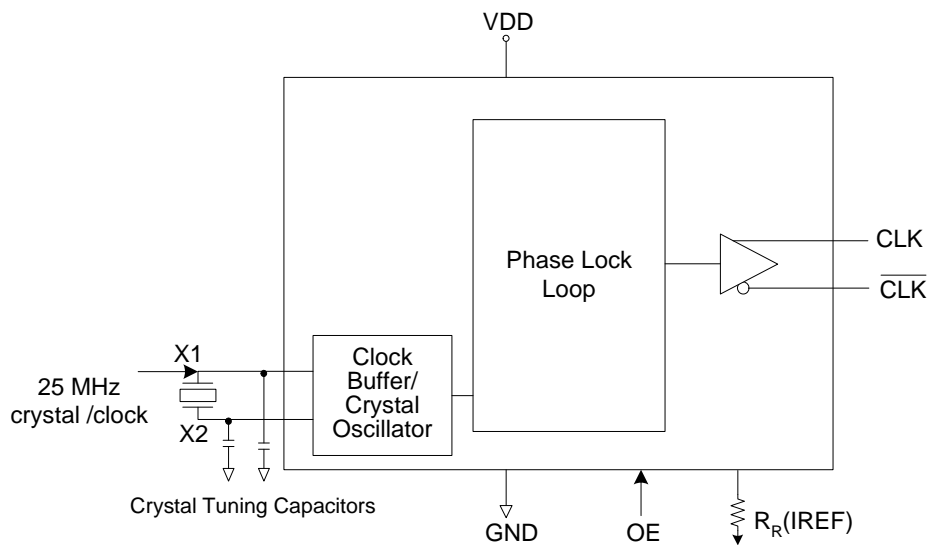 VDD
Phase Lock
Loop
CLK
CLK
X1
25 MHz
crystal /clock
X2
Clock
Buffer/
Crystal
Oscillator
Crystal Tuning Capacitors
GND
OE
RR(IREF)